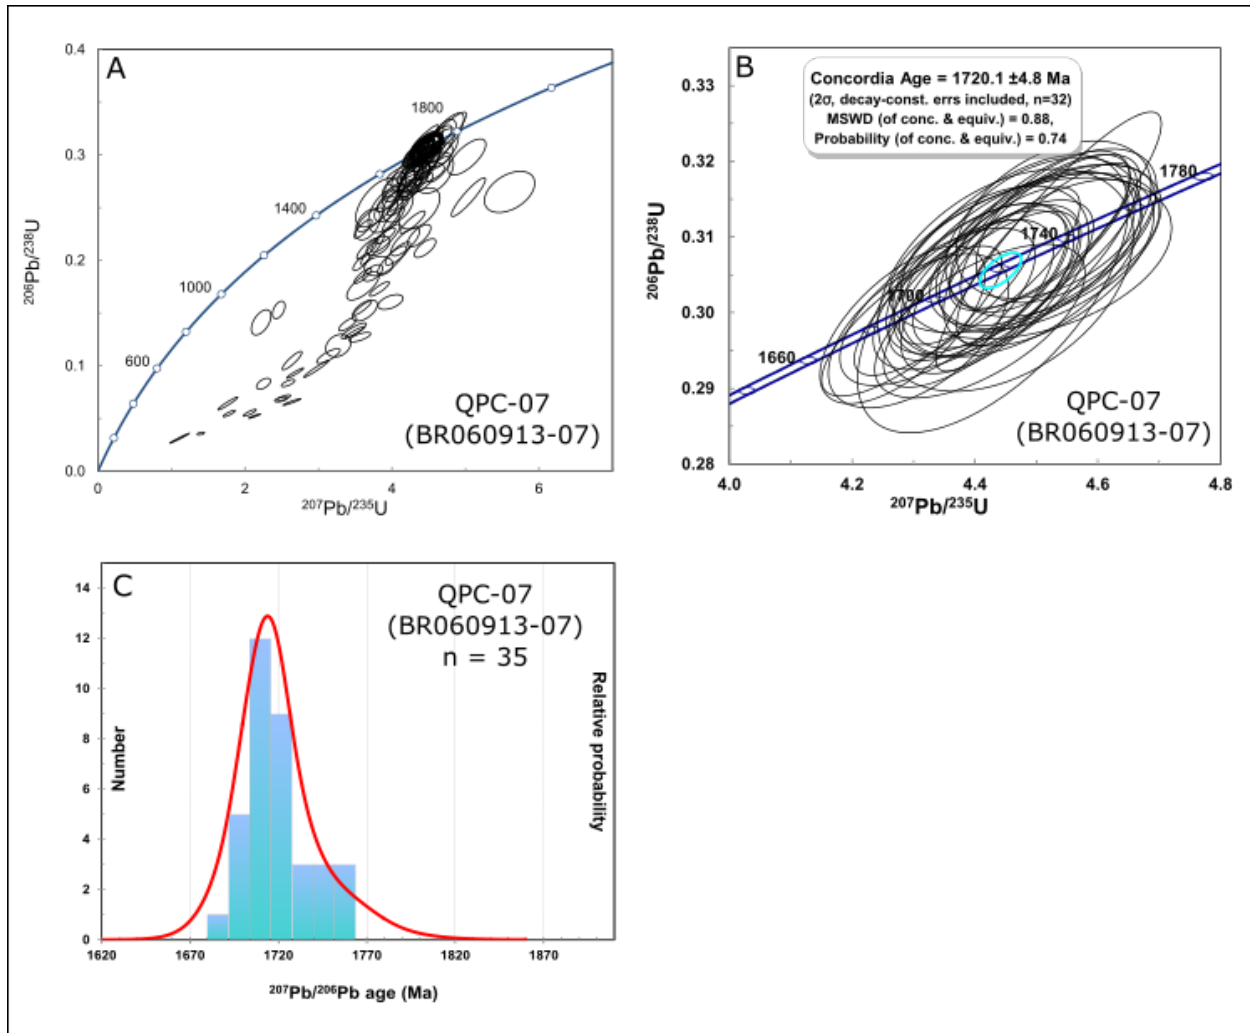 A
0.4
0.3
0.2
0.1
0.0
²⁰⁶Pb/²³⁸U
1800
1400
1000
600
QPC-07
(BR060913-07)
0
2
4
6
²⁰⁷Pb/²³⁵U
B
Concordia Age = 1720.1 ±4.8 Ma
(2σ, decay-const. errs included, n=32)
MSWD (of conc. & equiv.) = 0.88,
Probability (of conc. & equiv.) = 0.74
0.33
0.32
0.31
0.30
0.29
0.28
²⁰⁶Pb/²³⁸U
1780
1740
1700
1660
QPC-07
(BR060913-07)
4.0
4.2
4.4
4.6
4.8
²⁰⁷Pb/²³⁵U
C
14
12
10
8
6
4
2
0
Number
QPC-07
(BR060913-07)
n = 35
Relative probability
1620
1670
1720
1770
1820
1870
²⁰⁷Pb/²⁰⁶Pb age (Ma)